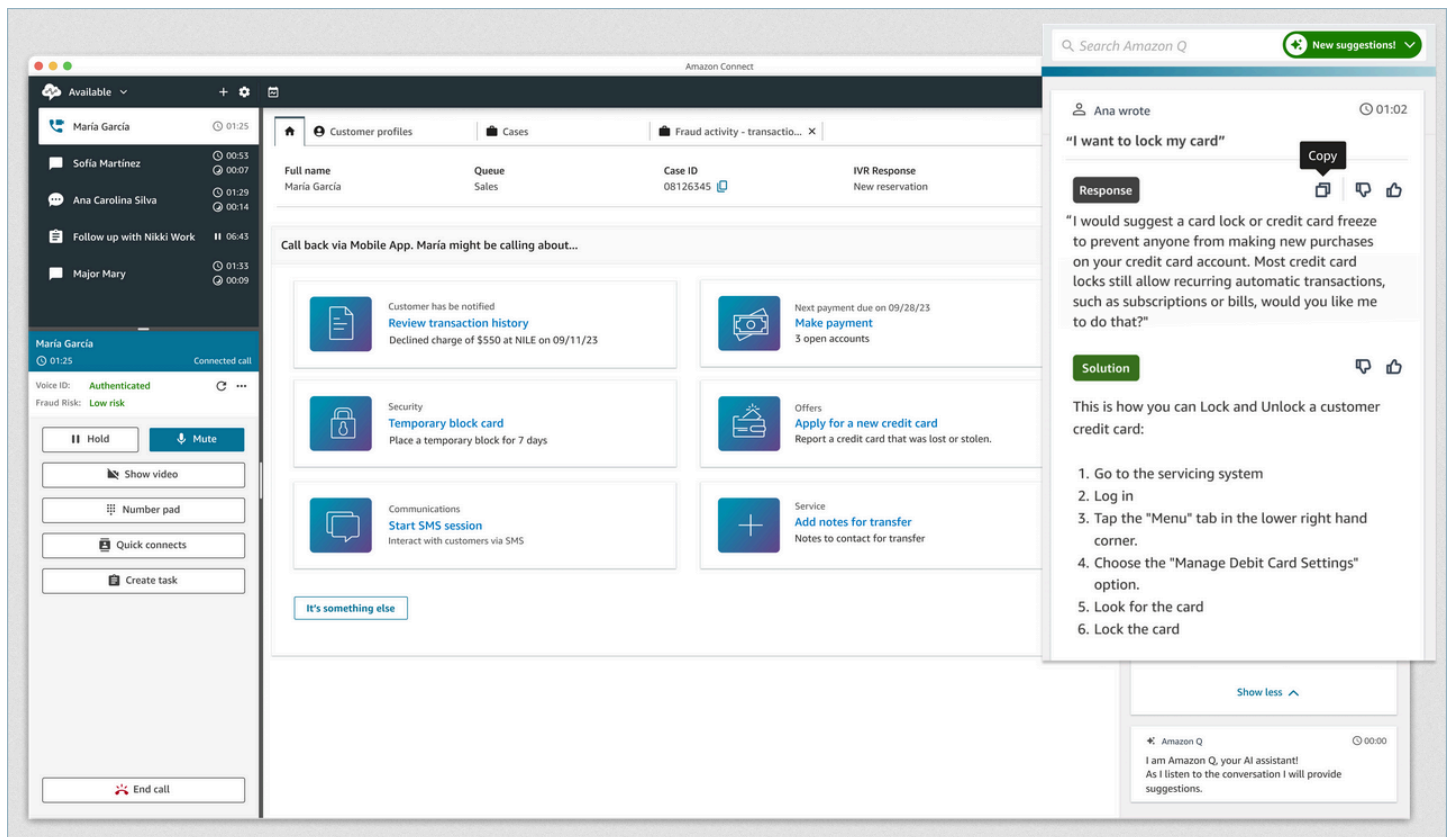 Amazon Connect
Available
María García 01:25
Sofía Martínez 00:53
00:07
Ana Carolina Silva 01:29
00:14
Follow up with Nikki Work 06:43
Major Mary 01:33
00:09
María García
01:25 Connected call
Voice ID: Authenticated
Fraud Risk: Low risk
Hold Mute
Show video
Number pad
Quick connects
Create task
End call
Customer profiles Cases Fraud activity - transactio...
Full name Queue Case ID IVR Response
María García Sales 08126345 New reservation
Call back via Mobile App. María might be calling about...
Customer has be notified
Review transaction history
Declined charge of $550 at NILE on 09/11/23
Next payment due on 09/28/23
Make payment
3 open accounts
Security
Temporary block card
Place a temporary block for 7 days
Offers
Apply for a new credit card
Report a credit card that was lost or stolen.
Communications
Start SMS session
Interact with customers via SMS
Service
Add notes for transfer
Notes to contact for transfer
It's something else
Search Amazon Q New suggestions!
Ana wrote 01:02
“I want to lock my card”
Copy
Response
“I would suggest a card lock or credit card freeze
to prevent anyone from making new purchases
on your credit card account. Most credit card
locks still allow recurring automatic transactions,
such as subscriptions or bills, would you like me
to do that?"
Solution
This is how you can Lock and Unlock a customer
credit card:
1. Go to the servicing system
2. Log in
3. Tap the "Menu" tab in the lower right hand
corner.
4. Choose the "Manage Debit Card Settings"
option.
5. Look for the card
6. Lock the card
Show less
Amazon Q 00:00
I am Amazon Q, your AI assistant!
As I listen to the conversation I will provide
suggestions.